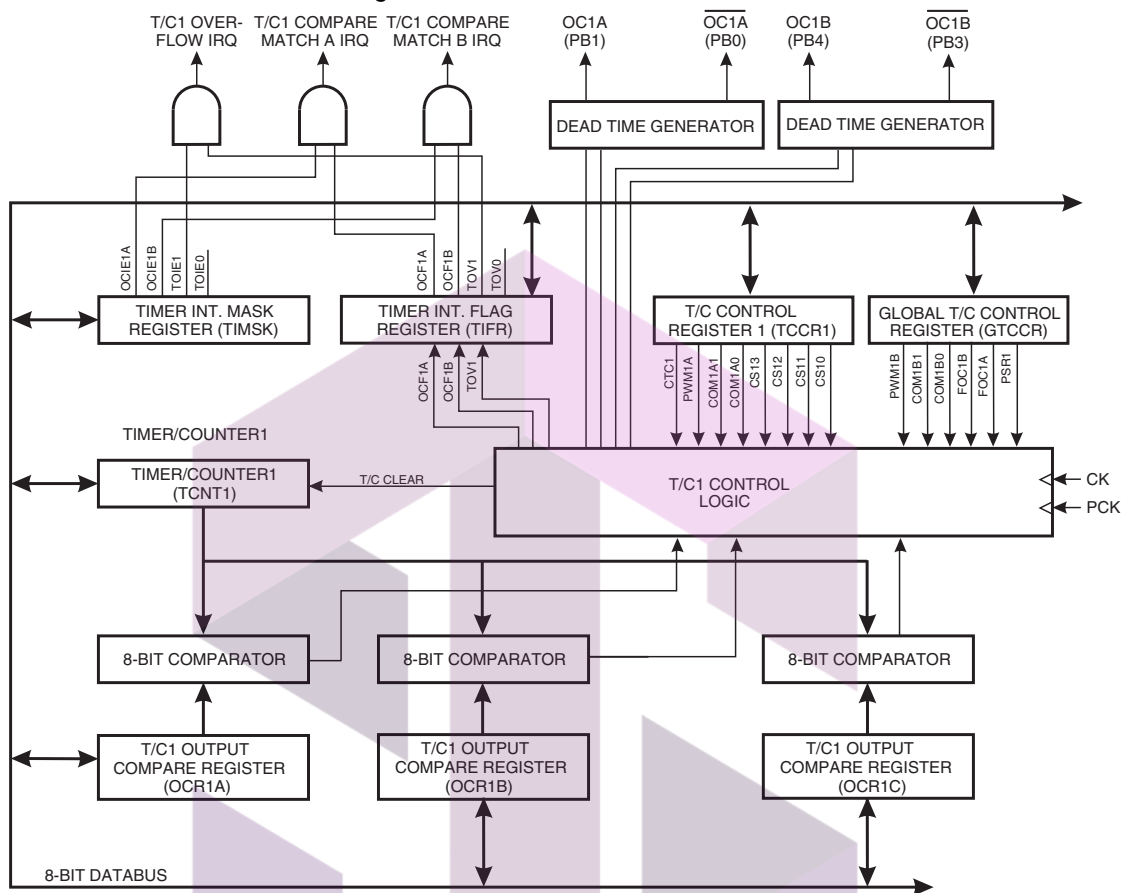 T/C1 OVER-
FLOW IRQ
T/C1 COMPARE
MATCH A IRQ
T/C1 COMPARE
MATCH B IRQ
OC1A
(PB1)
OC1A
(PB0)
OC1B
(PB4)
OC1B
(PB3)
DEAD TIME GENERATOR
DEAD TIME GENERATOR
OCIE1A
OCIE1B
TOIE1
TOIE0
OCF1A
OCF1B
TOV1
TOV0
TIMER INT. MASK
REGISTER (TIMSK)
TIMER INT. FLAG
REGISTER (TIFR)
T/C CONTROL
REGISTER 1 (TCCR1)
GLOBAL T/C CONTROL
REGISTER (GTCCR)
OCF1A
OCF1B
TOV1
CTC1
PWM1A
COM1A1
COM1A0
CS13
CS12
CS11
CS10
PWM1B
COM1B1
COM1B0
FOC1B
FOC1A
PSR1
TIMER/COUNTER1
TIMER/COUNTER1
(TCNT1)
T/C CLEAR
T/C1 CONTROL
LOGIC
CK
PCK
8-BIT COMPARATOR
8-BIT COMPARATOR
8-BIT COMPARATOR
T/C1 OUTPUT
COMPARE REGISTER
(OCR1A)
T/C1 OUTPUT
COMPARE REGISTER
(OCR1B)
T/C1 OUTPUT
COMPARE REGISTER
(OCR1C)
8-BIT DATABUS